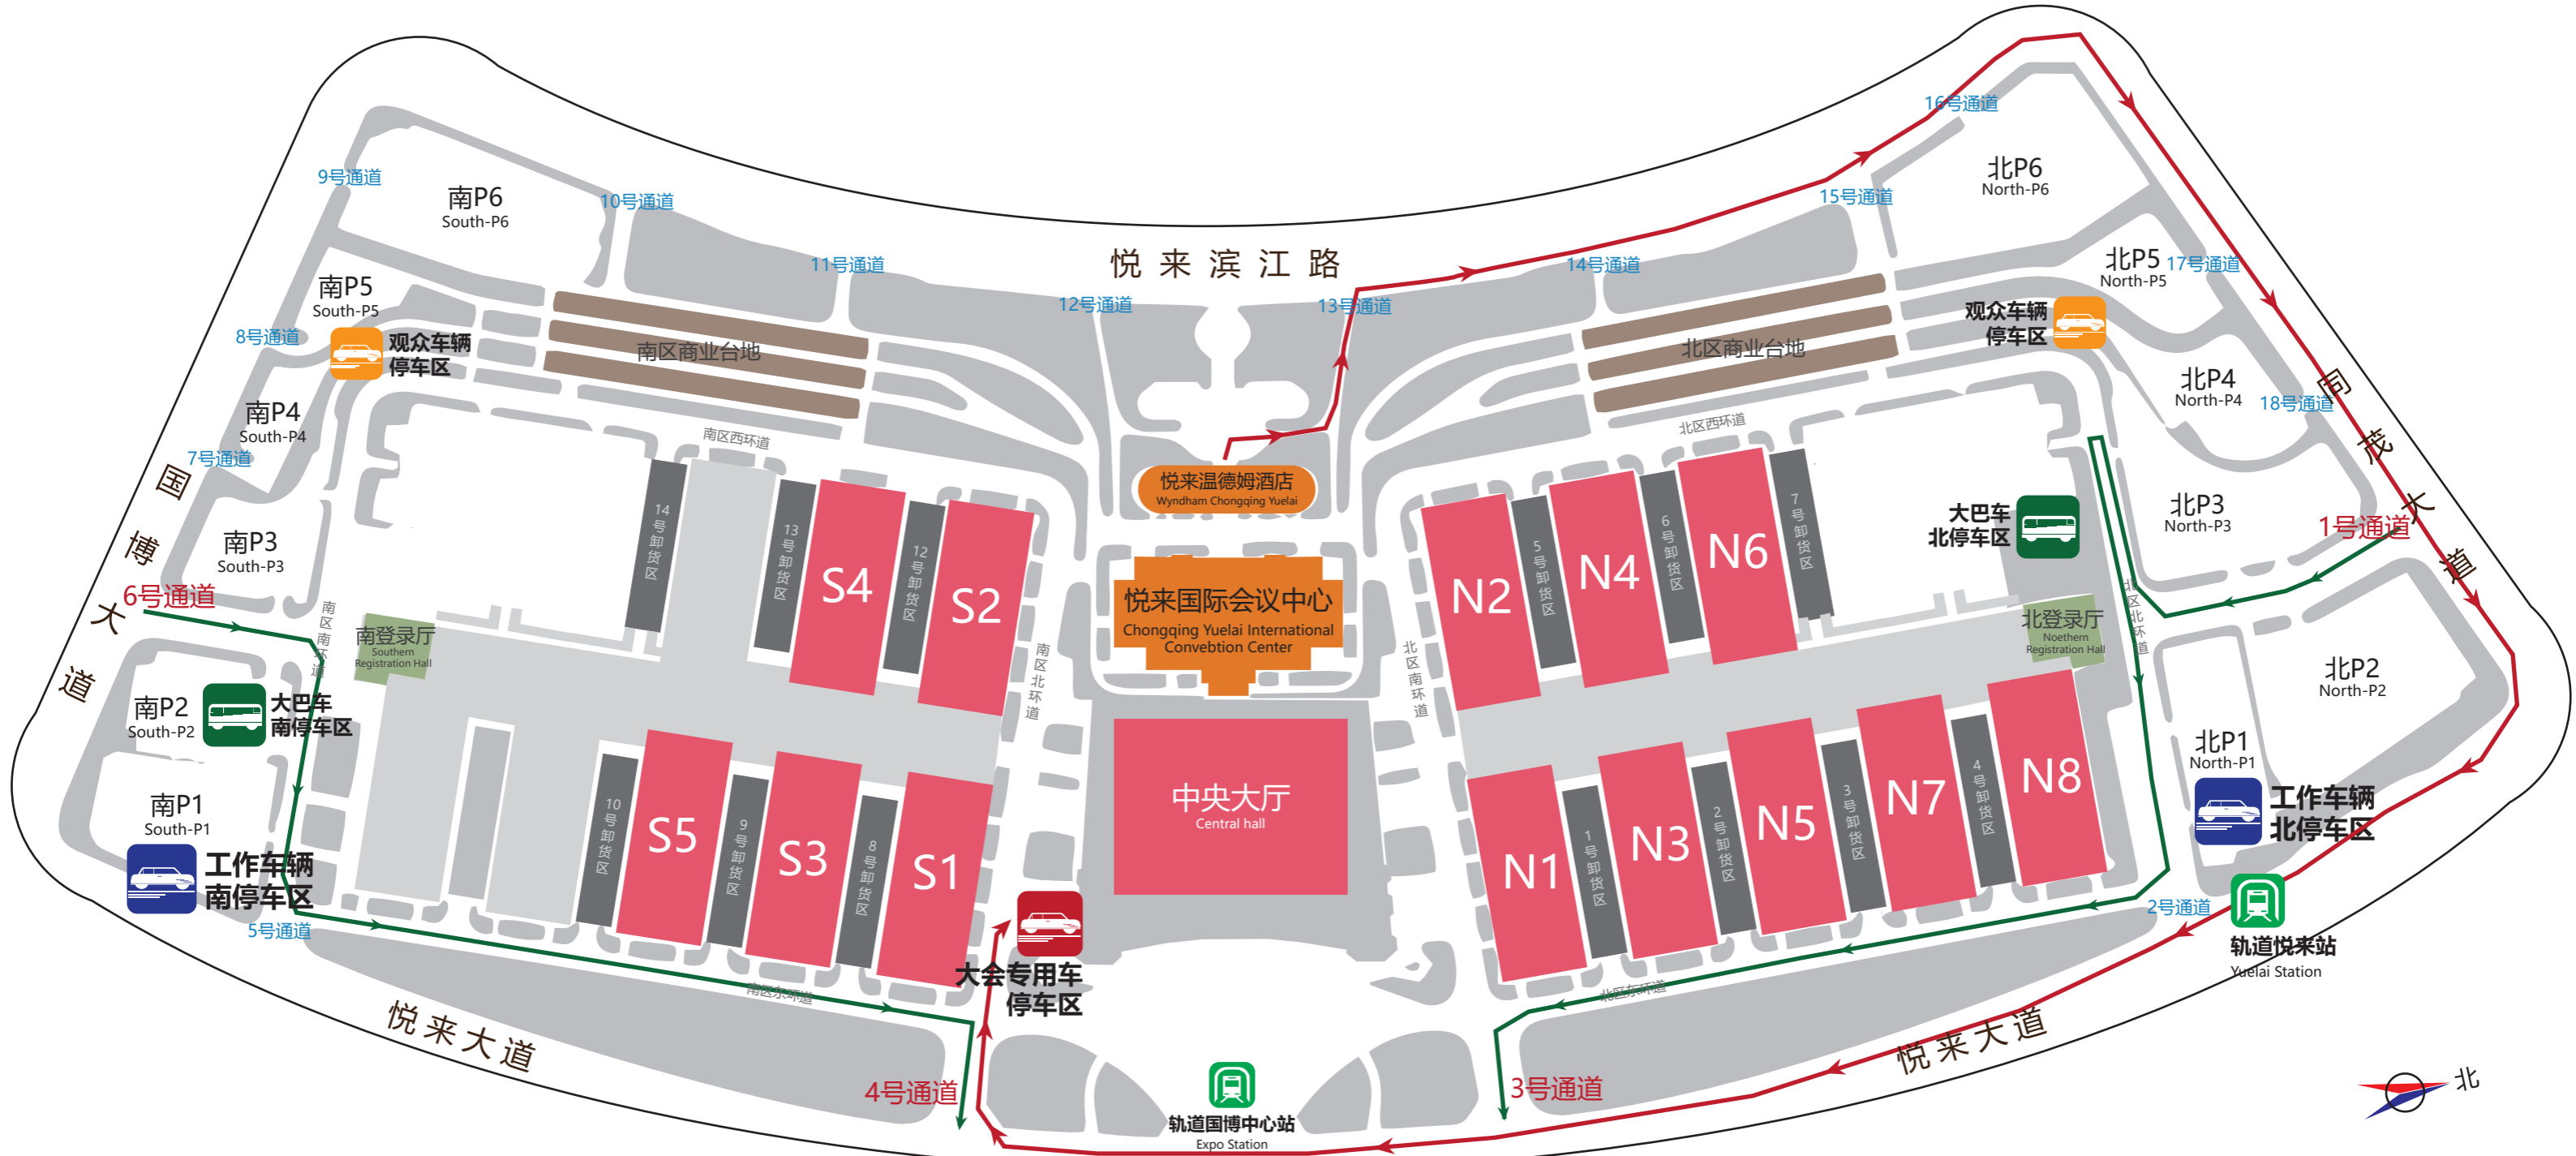 悦来滨江路
9号通道
10号通道
11号通道
12号通道
13号通道
14号通道
15号通道
16号通道
17号通道
18号通道
南P6
South-P6
南P5
South-P5
8号通道
观众车辆
停车区
南P4
South-P4
7号通道
南P3
South-P3
国博大道
6号通道
南区南环道
南登录厅
Southern
Registration Hall
南P2
South-P2
大巴车
南停车区
南P1
South-P1
工作车辆
南停车区
5号通道
南区商业台地
南区西环道
14号卸货区
13号卸货区
S4
12号卸货区
S2
南区北环道
10号卸货区
S5
9号卸货区
S3
8号卸货区
S1
南区东环道
悦来大道
4号通道
大会专用车
停车区
悦来温德姆酒店
Wyndham Chongqing Yuelai
悦来国际会议中心
Chongqing Yuelai International
Convebtion Center
中央大厅
Central hall
轨道国博中心站
Expo Station
北P6
North-P6
北P5
North-P5
观众车辆
停车区
北P4
North-P4
北P3
North-P3
同茂大道
1号通道
北区商业台地
北区西环道
N2
5号卸货区
N4
6号卸货区
N6
7号卸货区
大巴车
北停车区
北区北环道
北登录厅
Noethern
Registration Hall
北区南环道
N1
1号卸货区
N3
2号卸货区
N5
3号卸货区
N7
4号卸货区
N8
北P2
North-P2
北P1
North-P1
工作车辆
北停车区
2号通道
轨道悦来站
Yuelai Station
北区东环道
3号通道
悦来大道
北